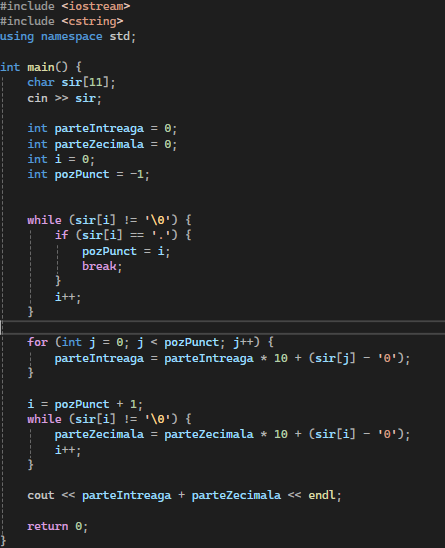 #include <iostream>
#include <cstring>
using namespace std;
int main() {
char sir[11];
cin >> sir;
int parteIntreaga = 0;
int parteZecimala = 0;
int i = 0;
int pozPunct = -1;
while (sir[i] != '\0') {
if (sir[i] == '.') {
pozPunct = i;
break;
}
i++;
}
for (int j = 0; j < pozPunct; j++) {
parteIntreaga = parteIntreaga * 10 + (sir[j] - '0');
}
i = pozPunct + 1;
while (sir[i] != '\0') {
parteZecimala = parteZecimala * 10 + (sir[i] - '0');
i++;
}
cout << parteIntreaga + parteZecimala << endl;
return 0;
}